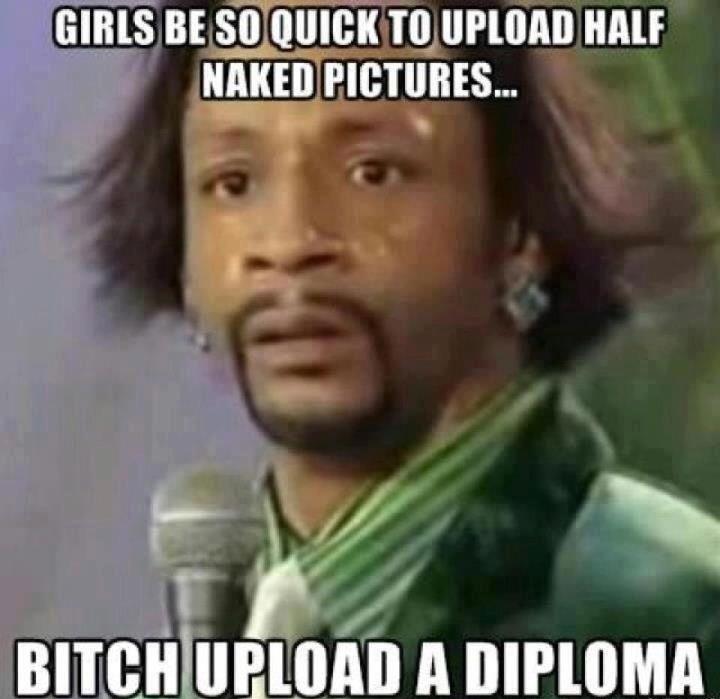 GIRLS BE SO QUICK TO UPLOAD HALF
NAKED PICTURES...
BITCH UPLOAD A DIPLOMA